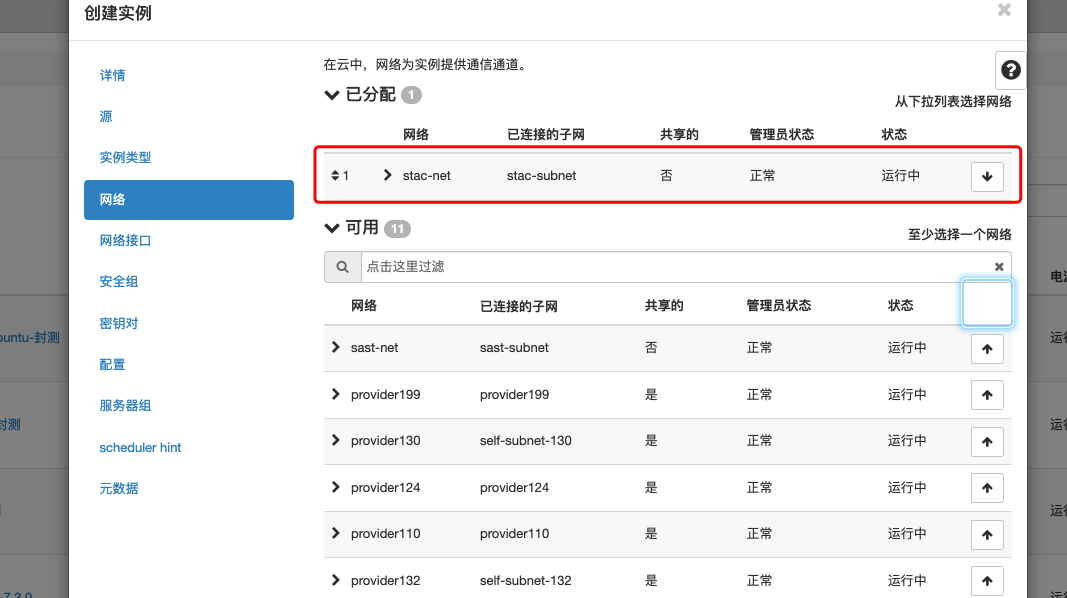 创建实例
详情
源
实例类型
网络
网络接口
安全组
密钥对
配置
服务器组
scheduler hint
元数据
在云中，网络为实例提供通信通道。
已分配 1
从下拉列表选择网络
网络 已连接的子网 共享的 管理员状态 状态
1 stac-net stac-subnet 否 正常 运行中
可用 11
至少选择一个网络
点击这里过滤
网络 已连接的子网 共享的 管理员状态 状态
sast-net sast-subnet 否 正常 运行中
provider199 provider199 是 正常 运行中
provider130 self-subnet-130 是 正常 运行中
provider124 provider124 是 正常 运行中
provider110 provider110 是 正常 运行中
provider132 self-subnet-132 是 正常 运行中
buntu-封测
封测